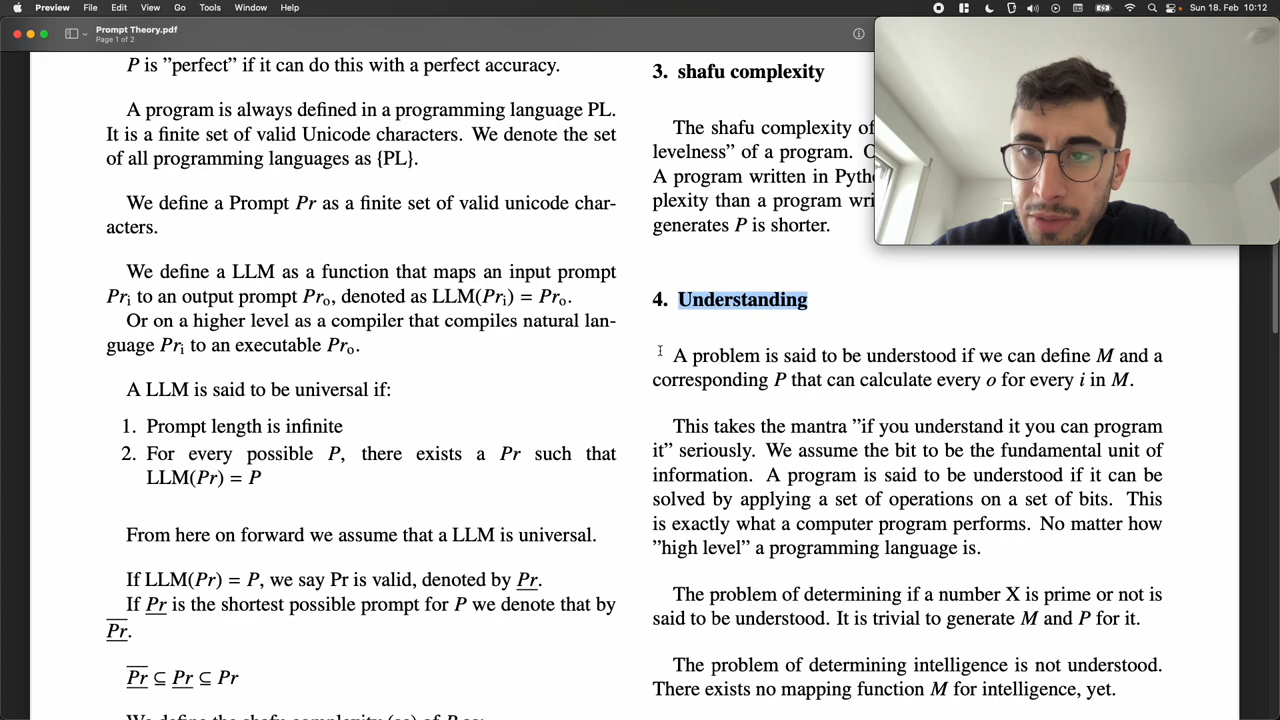 Preview File Edit View Go Tools Window Help Sun 18. Feb 10:12
Prompt Theory.pdf
Page 1 of 2
P is ”perfect” if it can do this with a perfect accuracy.
A program is always defined in a programming language PL.
It is a finite set of valid Unicode characters. We denote the set
of all programming languages as {PL}.
We define a Prompt Pr as a finite set of valid unicode char-
acters.
We define a LLM as a function that maps an input prompt
Prᵢ to an output prompt Prₒ, denoted as LLM(Prᵢ) = Prₒ.
Or on a higher level as a compiler that compiles natural lan-
guage Prᵢ to an executable Prₒ.
A LLM is said to be universal if:
1. Prompt length is infinite
2. For every possible P, there exists a Pr such that
LLM(Pr) = P
From here on forward we assume that a LLM is universal.
If LLM(Pr) = P, we say Pr is valid, denoted by Pr.
If Pr is the shortest possible prompt for P we denote that by
Pr.
Pr ⊆ Pr ⊆ Pr
3. shafu complexity
The shafu complexity of
levelness” of a program.
A program written in Pyth
plexity than a program wri
generates P is shorter.
4. Understanding
A problem is said to be understood if we can define M and a
corresponding P that can calculate every o for every i in M.
This takes the mantra ”if you understand it you can program
it” seriously. We assume the bit to be the fundamental unit of
information. A program is said to be understood if it can be
solved by applying a set of operations on a set of bits. This
is exactly what a computer program performs. No matter how
”high level” a programming language is.
The problem of determining if a number X is prime or not is
said to be understood. It is trivial to generate M and P for it.
The problem of determining intelligence is not understood.
There exists no mapping function M for intelligence, yet.